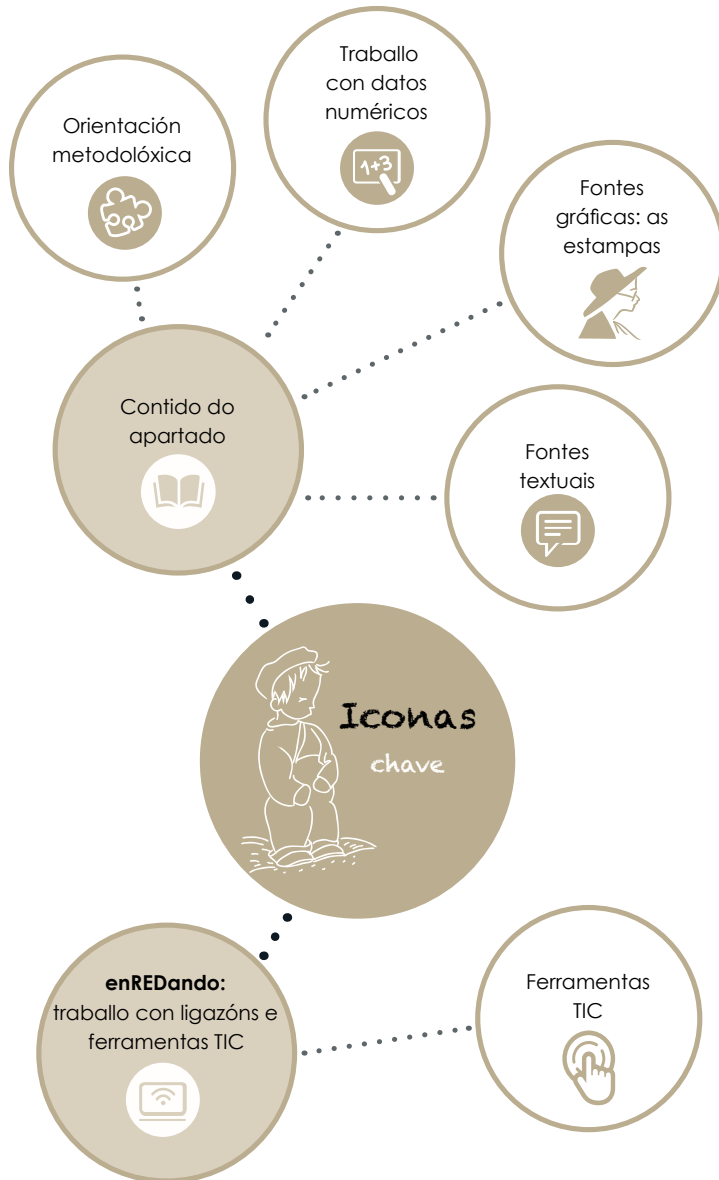 Traballo
con datos
numéricos
1+3
Orientación
metodolóxica
Fontes
gráficas: as
estampas
Contido do
apartado
Fontes
textuais
Iconas
chave
enREDando:
traballo con ligazóns e
ferramentas TIC
Ferramentas
TIC